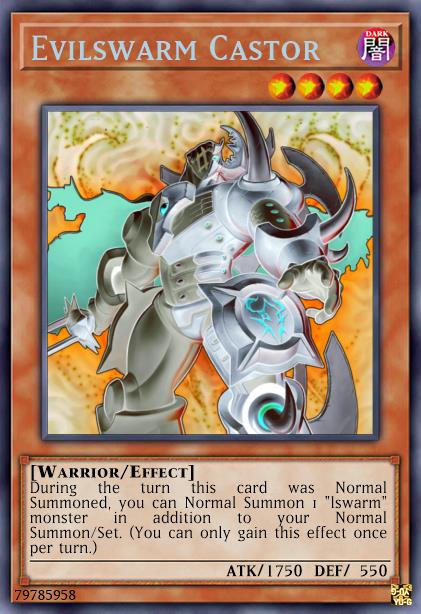 EVILSWARM CASTOR
DARK
闇
[WARRIOR/EFFECT]
During the turn this card was Normal
Summoned, you can Normal Summon 1 "lswarm"
monster in addition to your Normal
Summon/Set. (You can only gain this effect once
per turn.)
ATK/1750 DEF/ 550
79785958